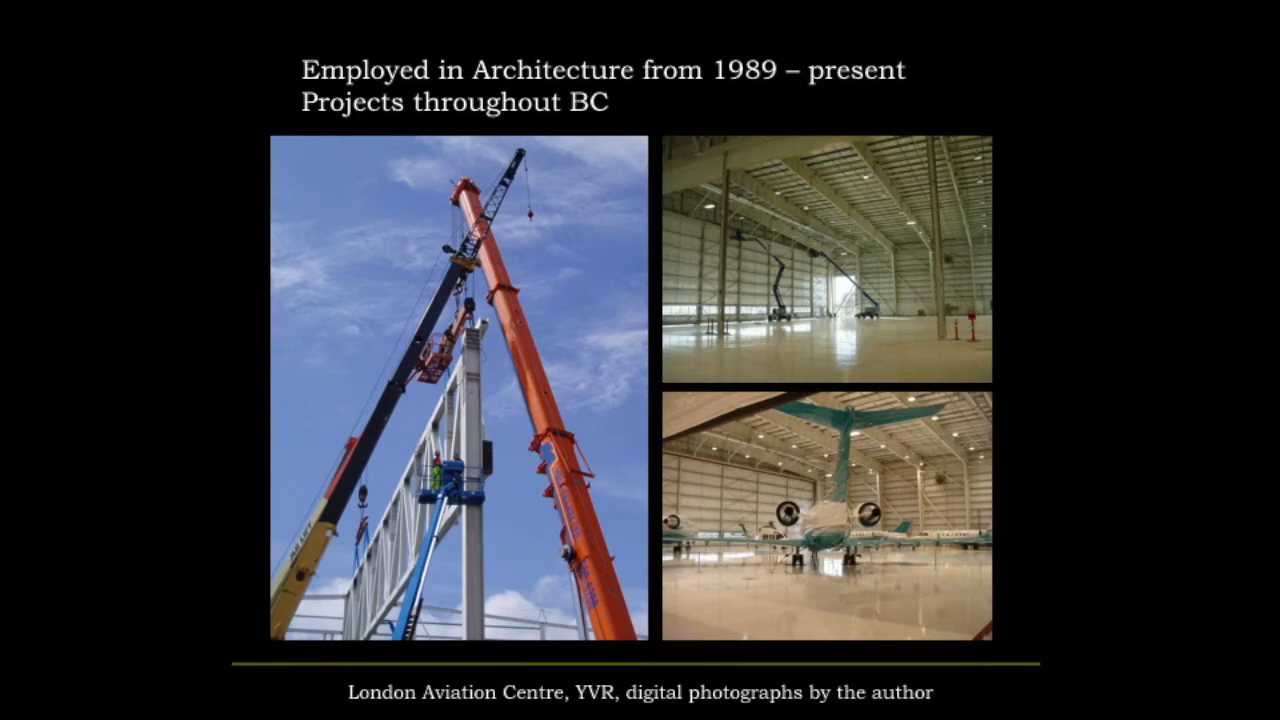 Employed in Architecture from 1989 – present
Projects throughout BC
London Aviation Centre, YVR, digital photographs by the author